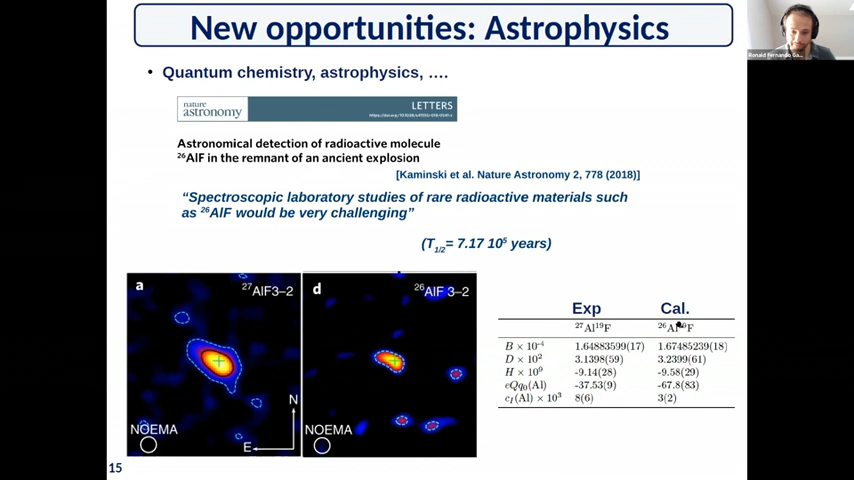 New opportunities: Astrophysics
• Quantum chemistry, astrophysics, ….
nature
astronomy
LETTERS
Astronomical detection of radioactive molecule
²⁶AlF in the remnant of an ancient explosion
[Kaminski et al. Nature Astronomy 2, 778 (2018)]
“Spectroscopic laboratory studies of rare radioactive materials such
as ²⁶AlF would be very challenging”
(T₁/₂= 7.17 10⁵ years)
a
²⁷AlF3–2
NOEMA
N
E
d
²⁶AlF 3–2
NOEMA
Exp Cal.
²⁷Al¹⁹F
B × 10⁻⁴ 1.64883599(17) 1.67485239(18)
D × 10² 3.1398(59) 3.2399(61)
H × 10⁹ -9.14(28) -9.58(29)
eQq₀(Al) -37.53(9) -67.8(83)
c_I(Al) × 10³ 8(6) 3(2)
15
Ronald Fernando Ga...